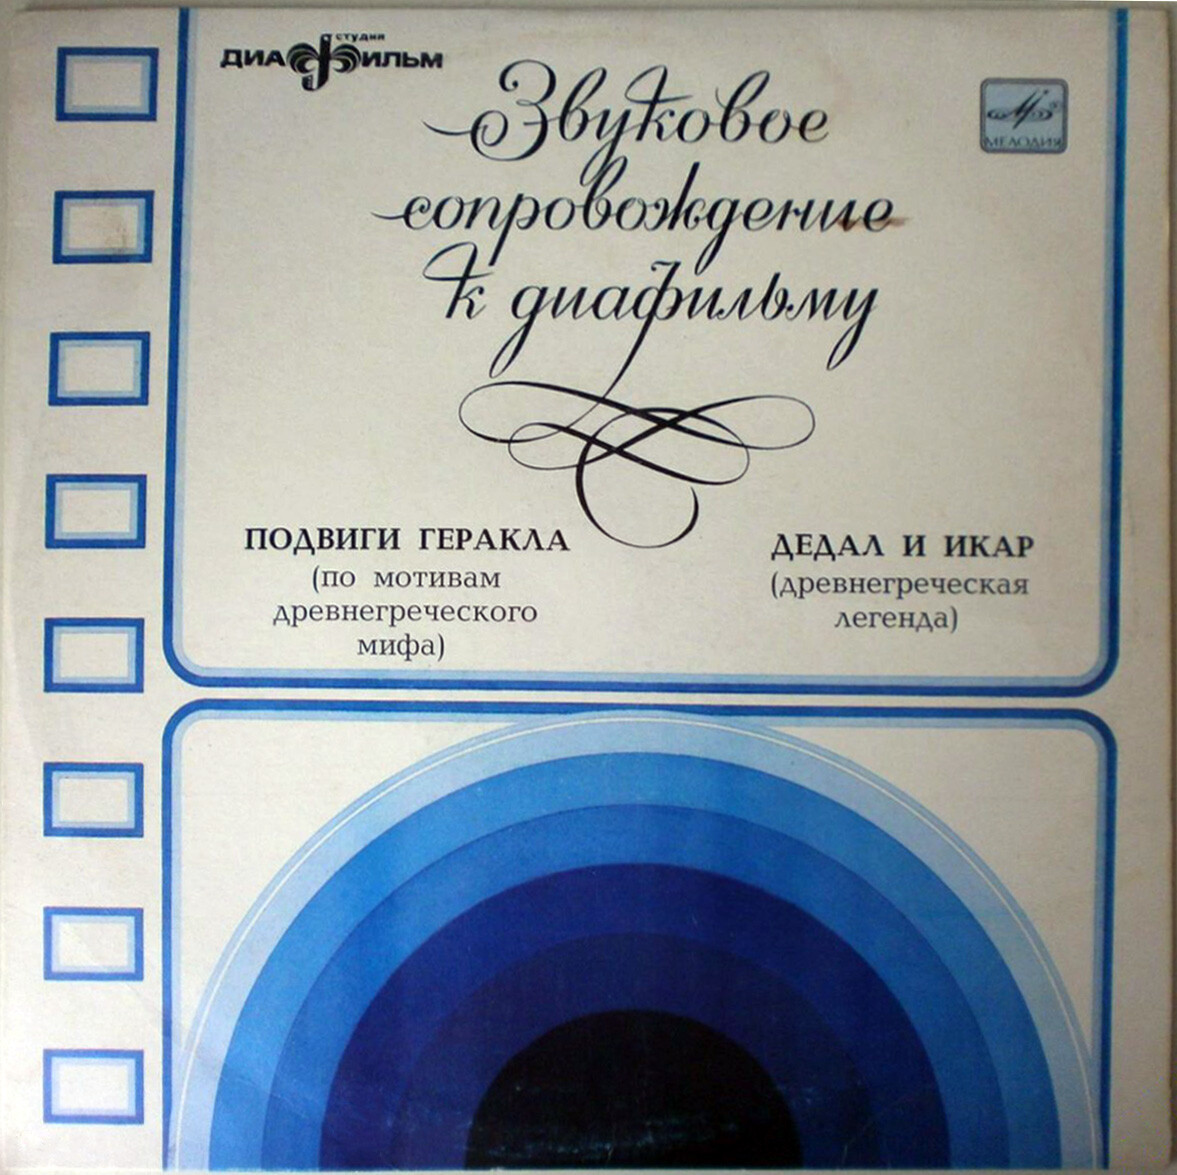 студия
ДИАФИЛЬМ
Звуковое
сопровождение
к диафильму
МЕЛОДИЯ
ПОДВИГИ ГЕРАКЛА
(по мотивам
древнегреческого
мифа)
ДЕДАЛ И ИКАР
(древнегреческая
легенда)